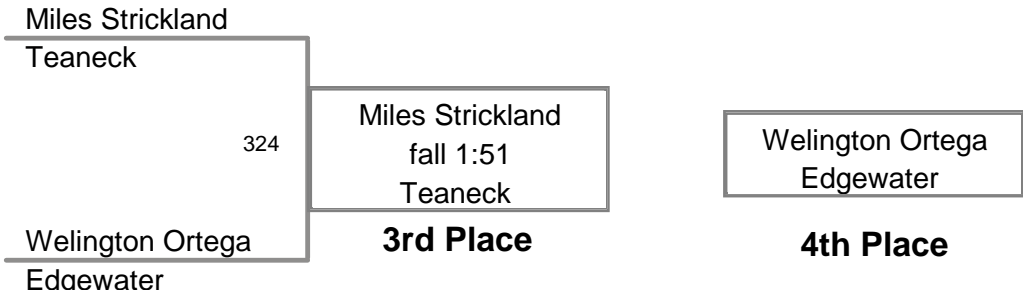 Miles Strickland
Teaneck
324
Miles Strickland
fall 1:51
Teaneck
3rd Place
Welington Ortega
Edgewater
4th Place
Welington Ortega
Edgewater